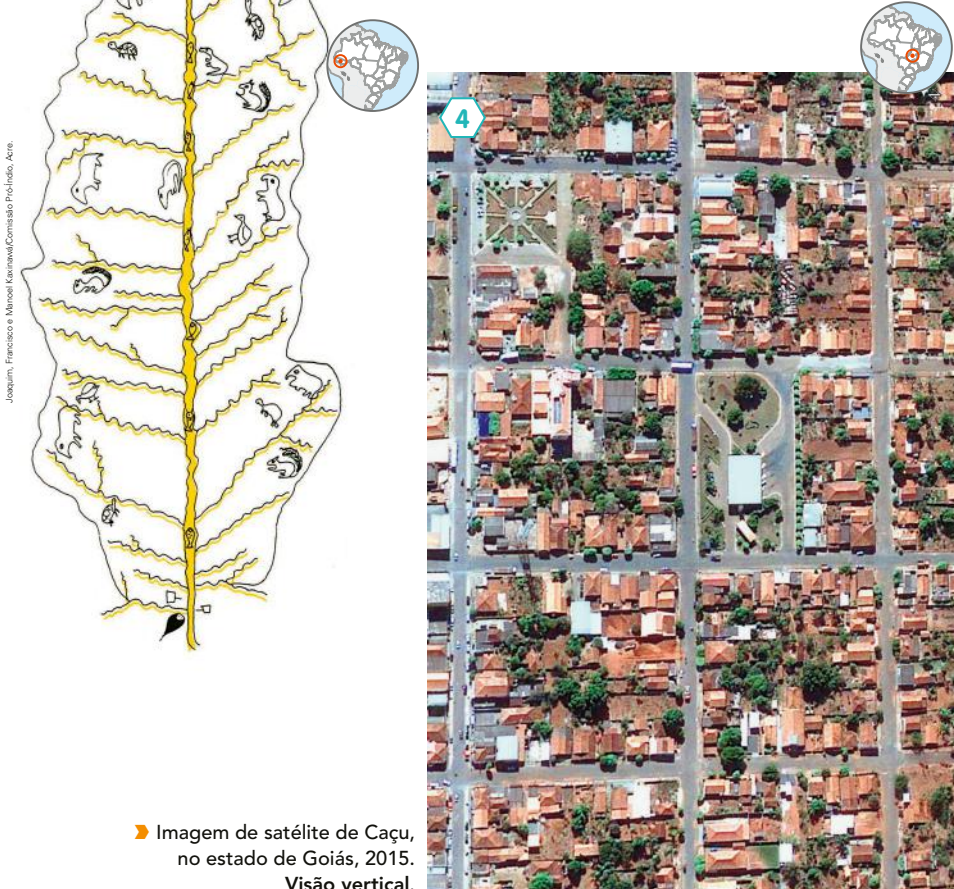 Joaquim, Francisco e Manoel Kaxinawá/Comissão Pró-Índio, Acre.
4
Imagem de satélite de Caçu,
no estado de Goiás, 2015.
Visão vertical.